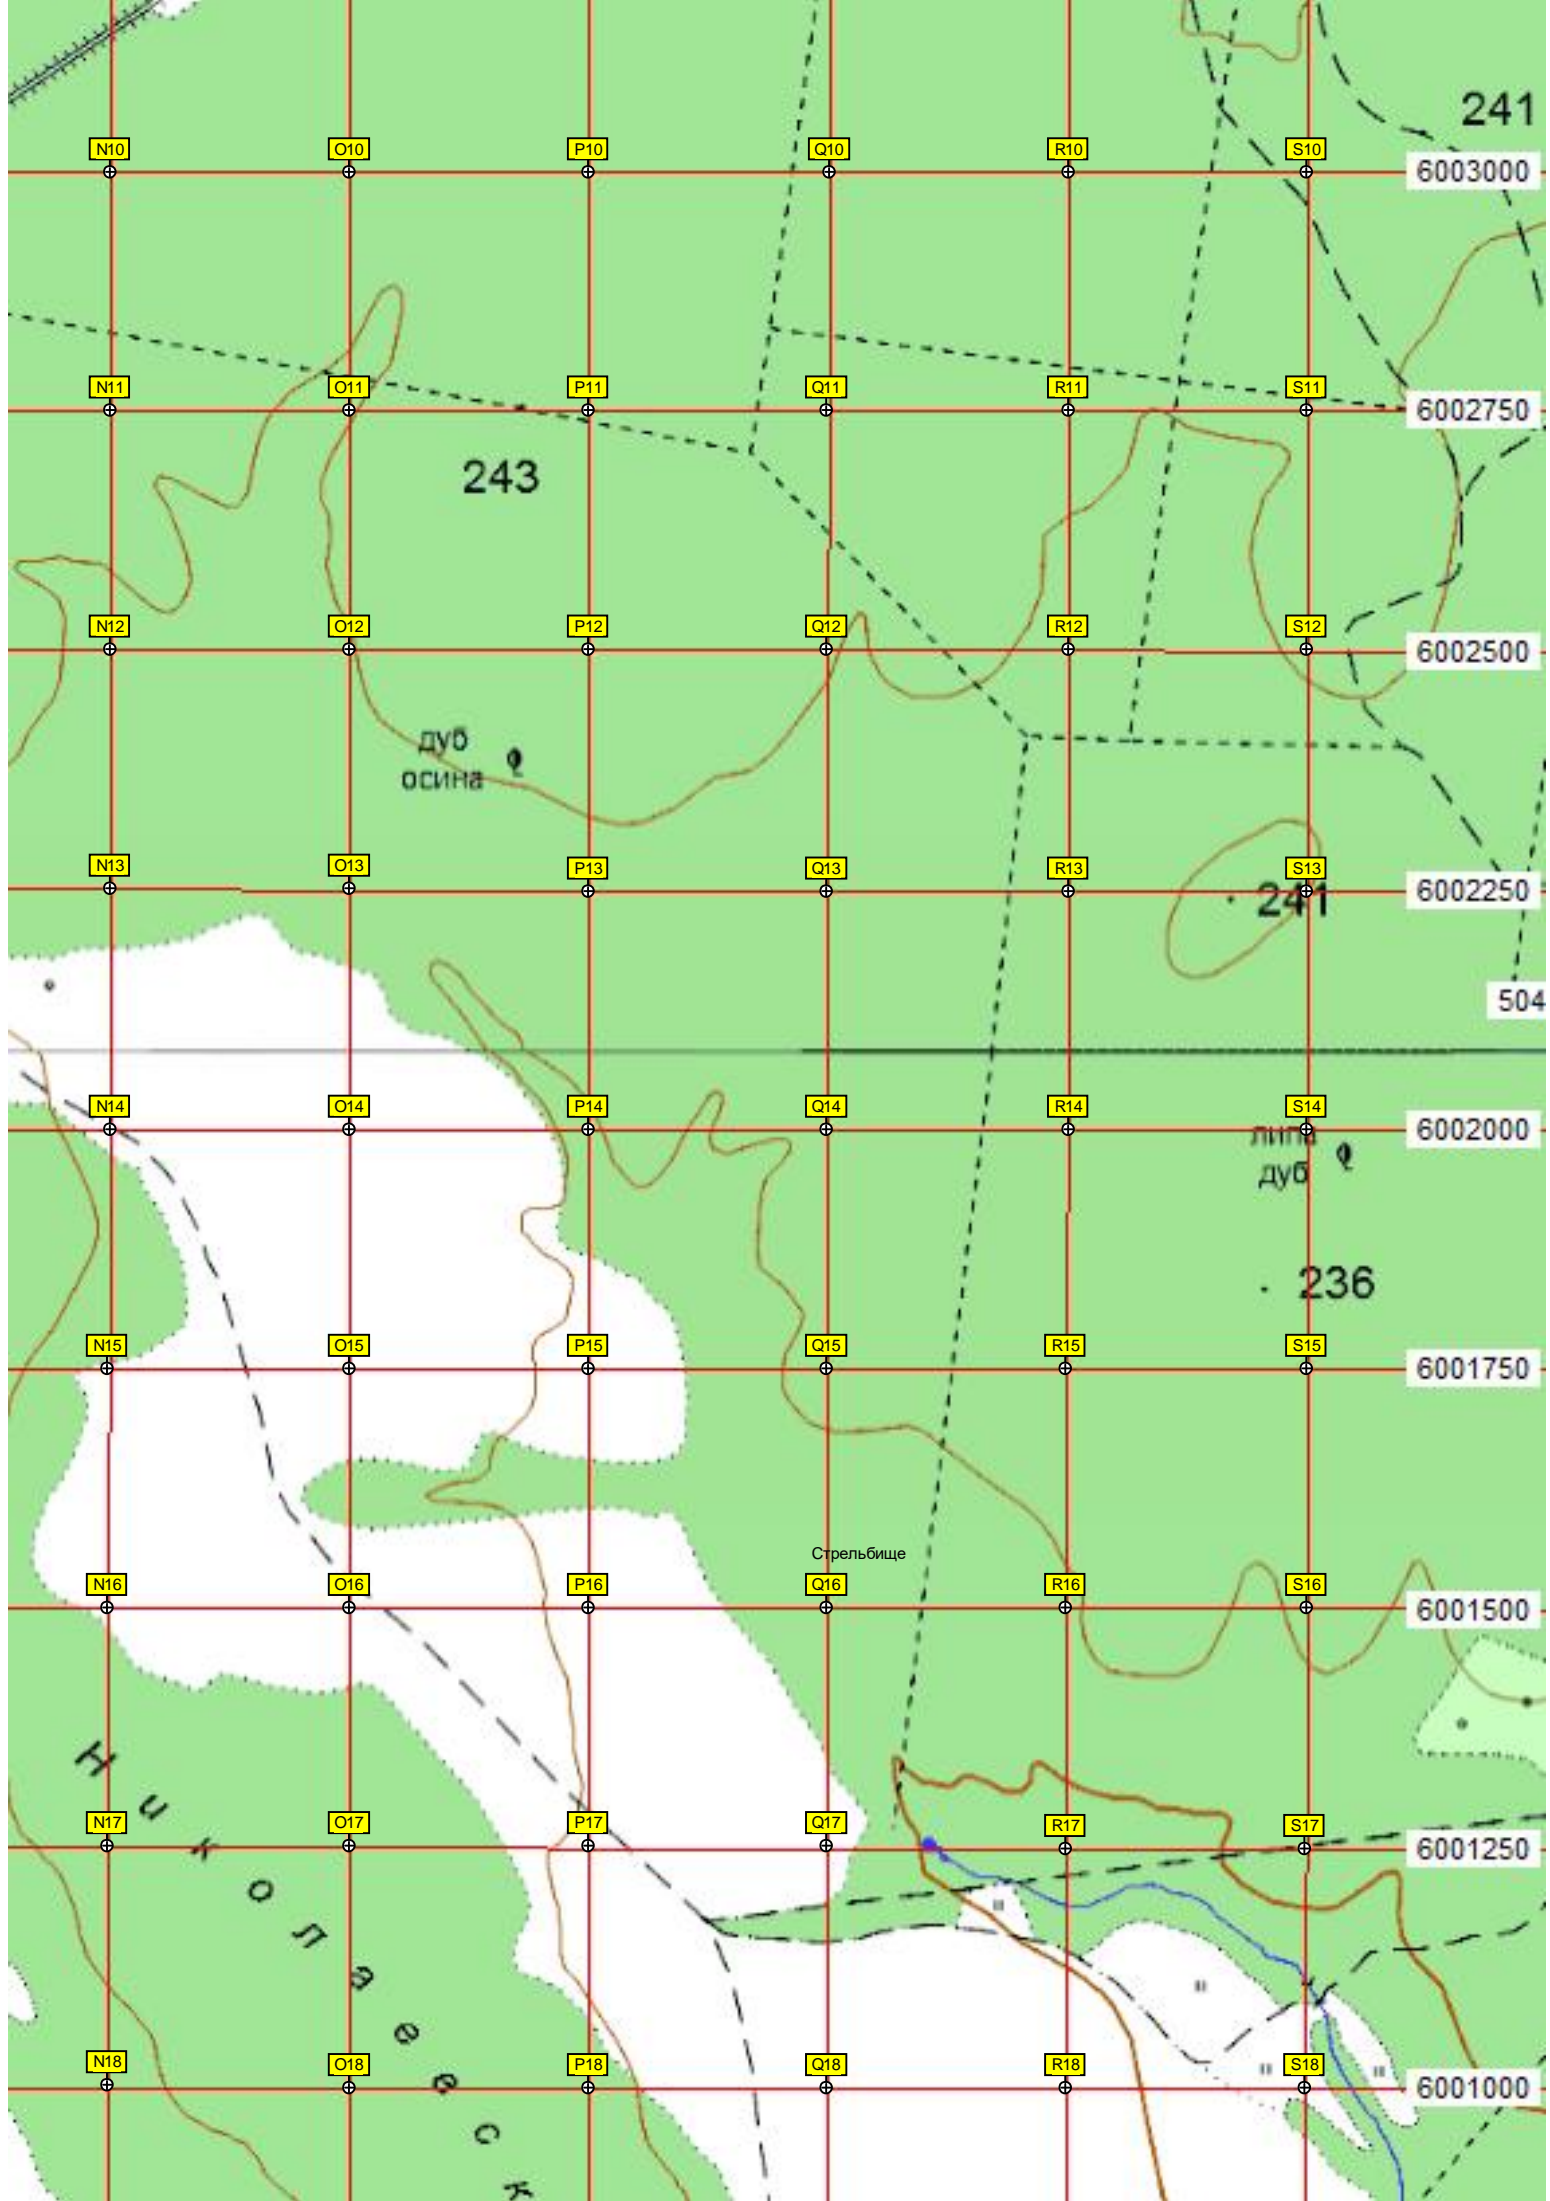 241
N10 O10 P10 Q10 R10 S10
6003000
N11 O11 P11 Q11 R11 S11
6002750
243
N12 O12 P12 Q12 R12 S12
6002500
дуб
осина
N13 O13 P13 Q13 R13 S13
6002250
241
504
N14 O14 P14 Q14 R14 S14
6002000
липа
дуб
236
N15 O15 P15 Q15 R15 S15
6001750
Стрельбище
N16 O16 P16 Q16 R16 S16
6001500
N17 O17 P17 Q17 R17 S17
6001250
N18 O18 P18 Q18 R18 S18
6001000
Николаевск